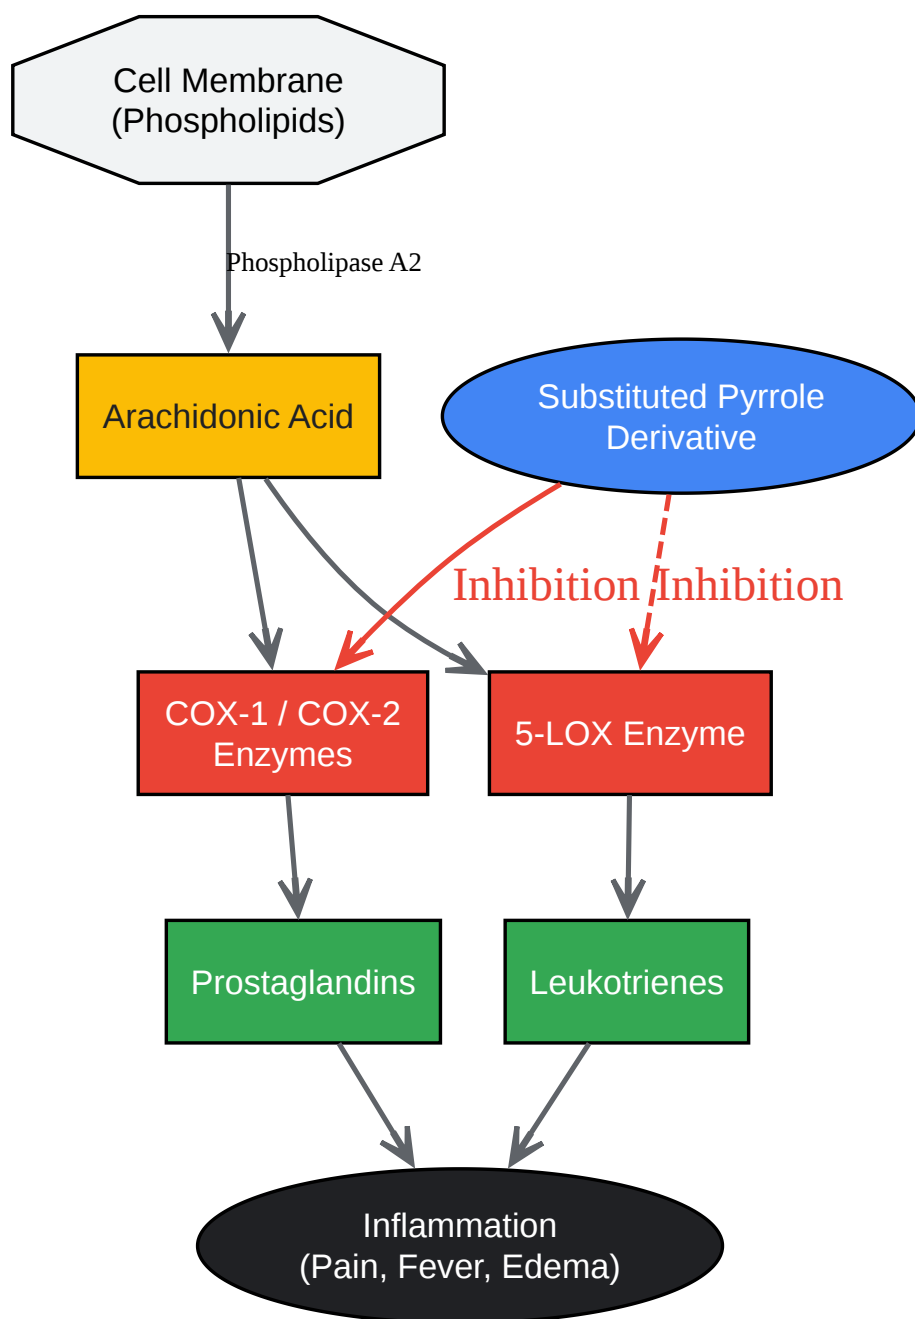 Cell Membrane
(Phospholipids)
Phospholipase A2
Arachidonic Acid
Substituted Pyrrole
Derivative
Inhibition
Inhibition
COX-1 / COX-2
Enzymes
5-LOX Enzyme
Prostaglandins
Leukotrienes
Inflammation
(Pain, Fever, Edema)